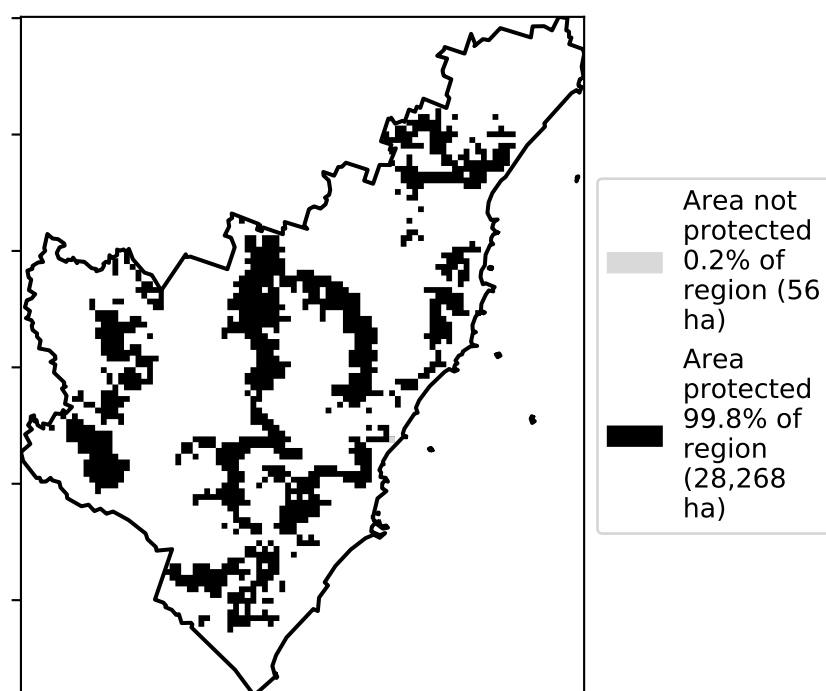 Area not
protected
0.2% of
region (56
ha)
Area
protected
99.8% of
region
(28,268
ha)